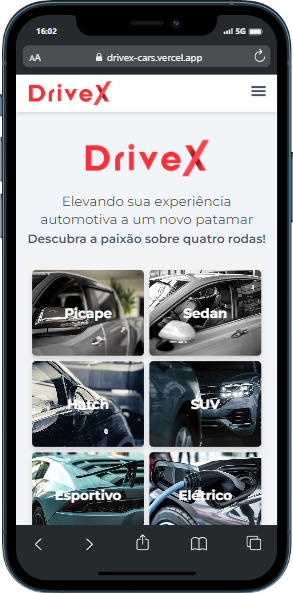 16:02
5G
AA
drivex-cars.vercel.app
DriveX
DriveX
Elevando sua experiência
automotiva a um novo patamar
Descubra a paixão sobre quatro rodas!
Picape
Sedan
Hatch
SUV
Esportivo
Elétrico